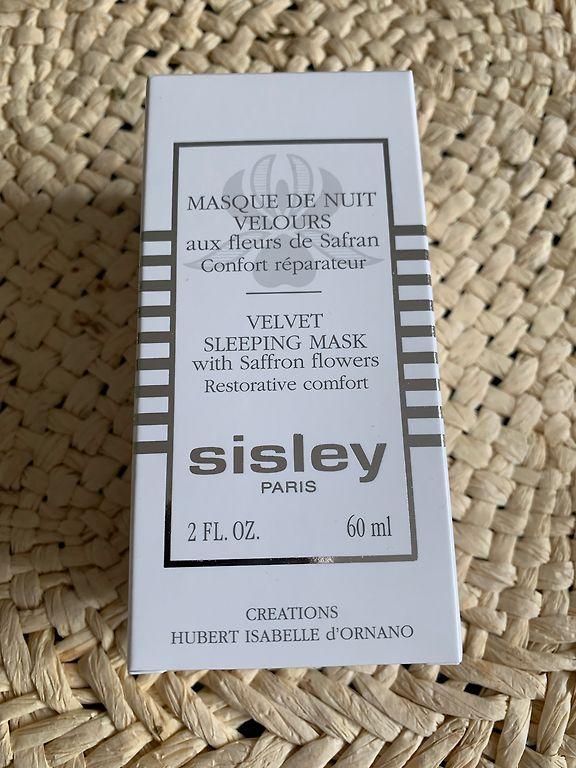 MASQUE DE NUIT
VELOURS
aux fleurs de Safran
Confort réparateur
VELVET
SLEEPING MASK
with Saffron flowers
Restorative comfort
sisley
PARIS
2 FL. OZ. 60 ml
CREATIONS
HUBERT ISABELLE d'ORNANO